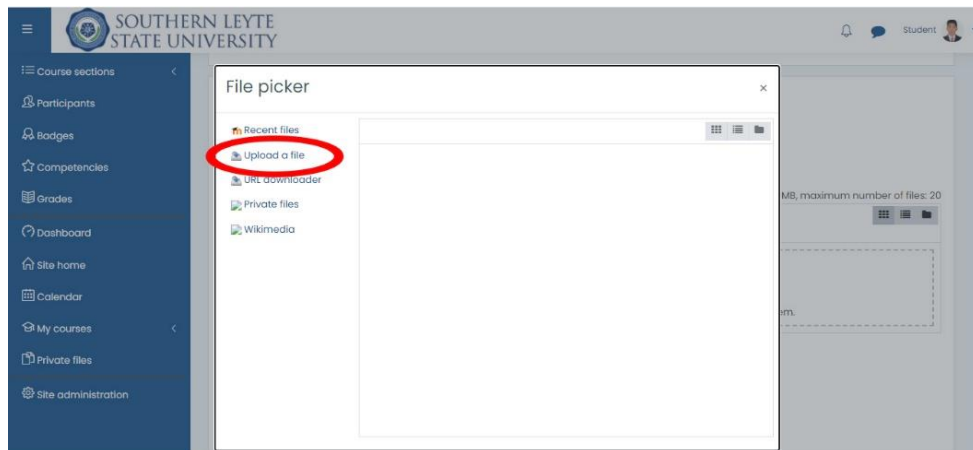 SOUTHERN LEYTE
STATE UNIVERSITY
Student
Course sections
Participants
Badges
Competencies
Grades
Dashboard
Site home
Calendar
My courses
Private files
Site administration
File picker
×
Recent files
Upload a file
URL downloader
Private files
Wikimedia
MB, maximum number of files: 20
em.